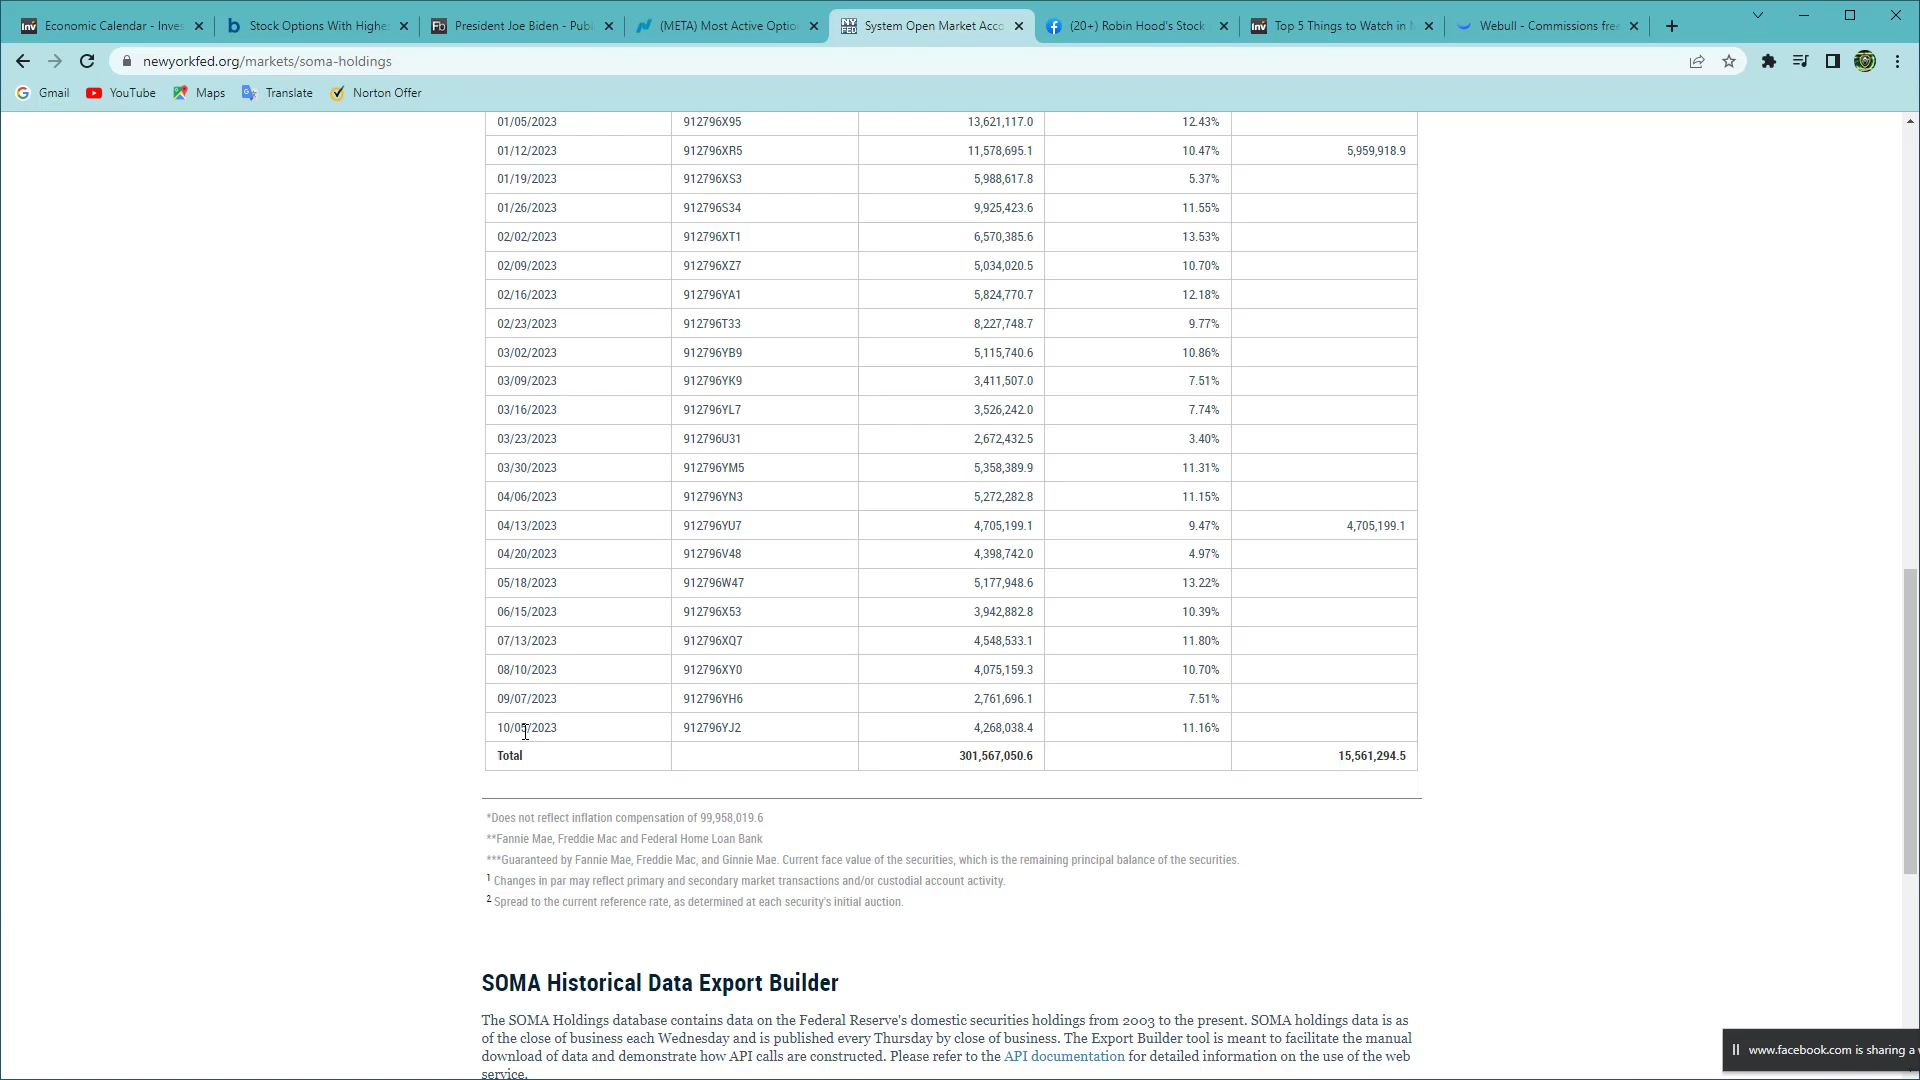 Economic Calendar - Inves
Stock Options With Highes
President Joe Biden - Publ
(META) Most Active Optio
System Open Market Acco
(20+) Robin Hood's Stock
Top 5 Things to Watch in M
Webull - Commissions free
newyorkfed.org/markets/soma-holdings
Gmail YouTube Maps Translate Norton Offer
01/05/2023 912796X95 13,621,117.0 12.43%
01/12/2023 912796XR5 11,578,695.1 10.47% 5,959,918.9
01/19/2023 912796XS3 5,988,617.8 5.37%
01/26/2023 912796S34 9,925,423.6 11.55%
02/02/2023 912796XT1 6,570,385.6 13.53%
02/09/2023 912796XZ7 5,034,020.5 10.70%
02/16/2023 912796YA1 5,824,770.7 12.18%
02/23/2023 912796T33 8,227,748.7 9.77%
03/02/2023 912796YB9 5,115,740.6 10.86%
03/09/2023 912796YK9 3,411,507.0 7.51%
03/16/2023 912796YL7 3,526,242.0 7.74%
03/23/2023 912796U31 2,672,432.5 3.40%
03/30/2023 912796YM5 5,358,389.9 11.31%
04/06/2023 912796YN3 5,272,282.8 11.15%
04/13/2023 912796YU7 4,705,199.1 9.47% 4,705,199.1
04/20/2023 912796V48 4,398,742.0 4.97%
05/18/2023 912796W47 5,177,948.6 13.22%
06/15/2023 912796X53 3,942,882.8 10.39%
07/13/2023 912796XQ7 4,548,533.1 11.80%
08/10/2023 912796XY0 4,075,159.3 10.70%
09/07/2023 912796YH6 2,761,696.1 7.51%
10/05/2023 912796YJ2 4,268,038.4 11.16%
Total 301,567,050.6 15,561,294.5
*Does not reflect inflation compensation of 99,958,019.6
**Fannie Mae, Freddie Mac and Federal Home Loan Bank
***Guaranteed by Fannie Mae, Freddie Mac, and Ginnie Mae. Current face value of the securities, which is the remaining principal balance of the securities.
1 Changes in par may reflect primary and secondary market transactions and/or custodial account activity.
2 Spread to the current reference rate, as determined at each security's initial auction.
SOMA Historical Data Export Builder
The SOMA Holdings database contains data on the Federal Reserve's domestic securities holdings from 2003 to the present. SOMA holdings data is as
of the close of business each Wednesday and is published every Thursday by close of business. The Export Builder tool is meant to facilitate the manual
download of data and demonstrate how API calls are constructed. Please refer to the API documentation for detailed information on the use of the web
service.
www.facebook.com is sharing a